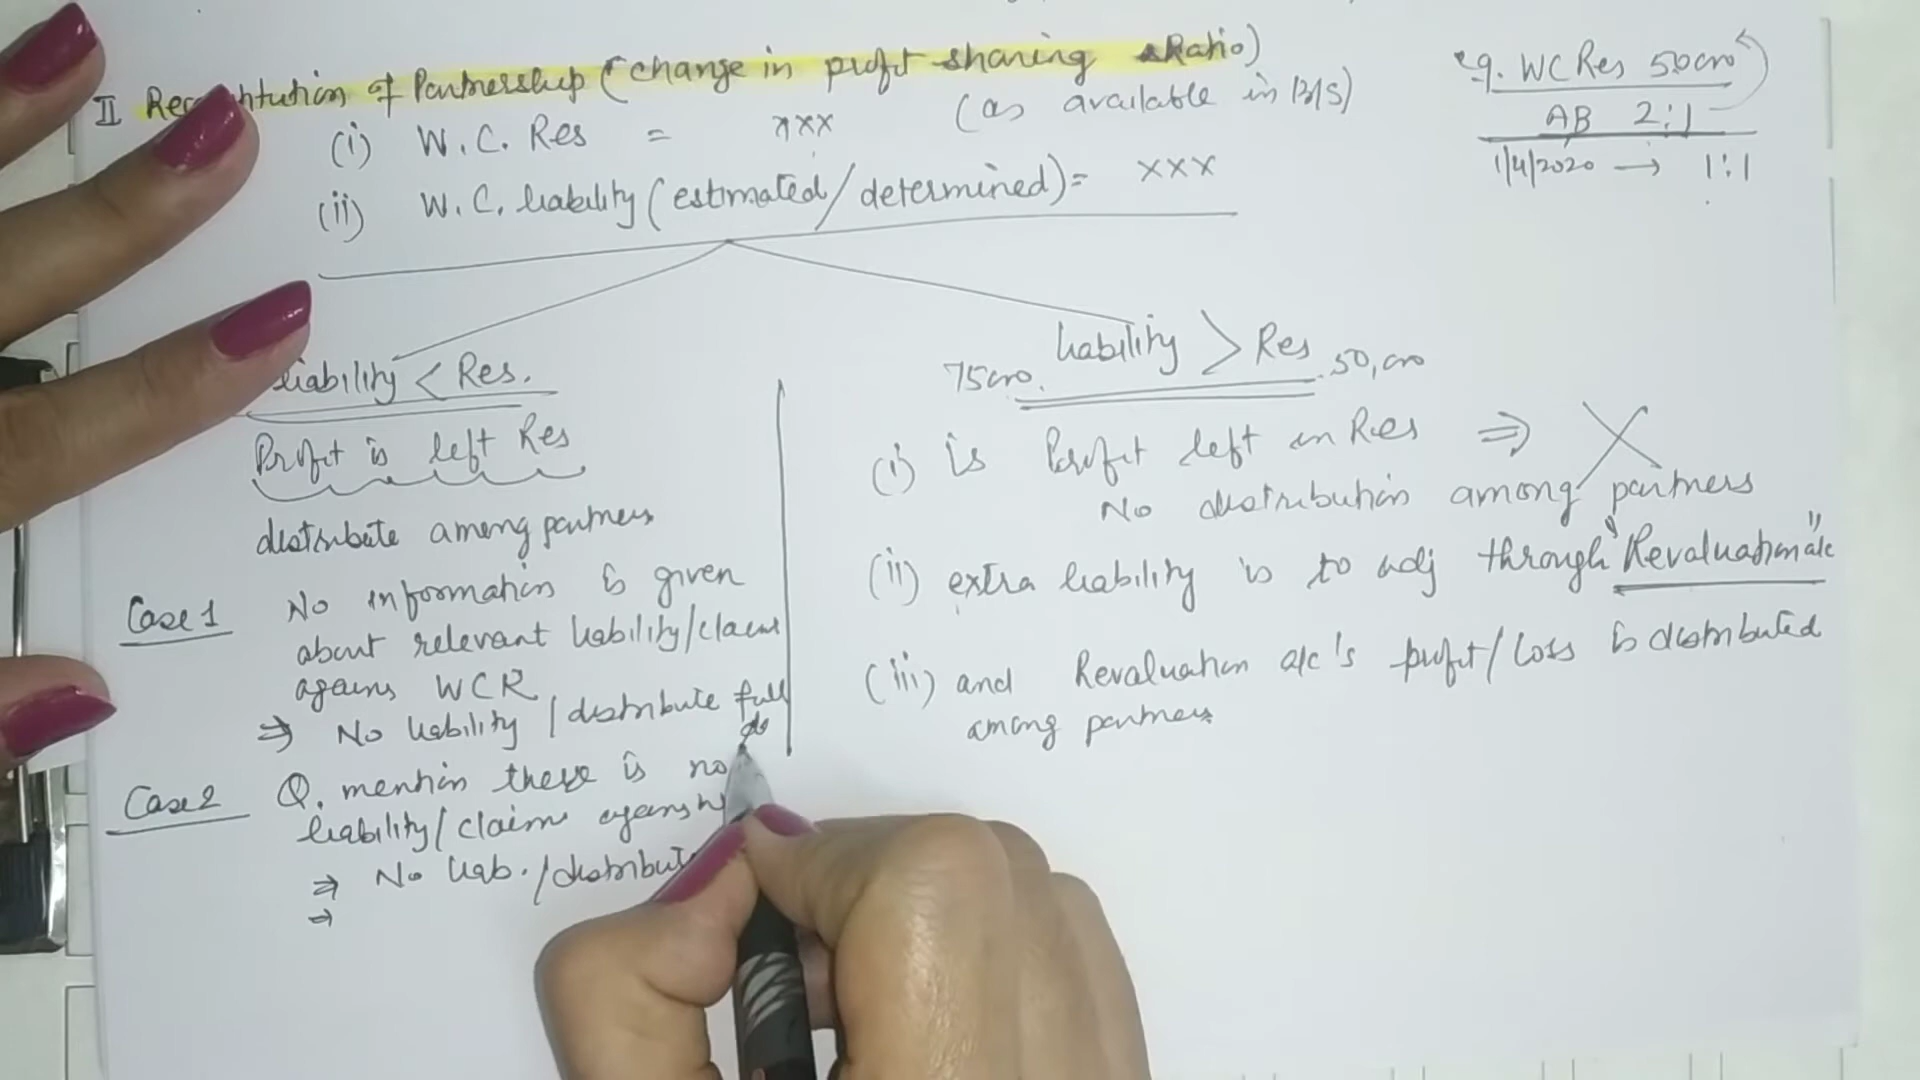 II Reconstitution of Partnership (change in profit sharing Ratio)
(i) W.C. Res = xxx (as available in B/S)
(ii) W.C. liability (estimated/determined) = xxx
eg. WC Res 50,000
AB 2:1
1/4/2020 → 1:1
liability < Res.
Profit is left Res
distribute among partners
Case 1 No information is given
about relevant liability/claim
agains WCR
⇒ No liability / distribute full
Case 2 Q. mention there is no
liability/claim against
⇒ No liab. / distribut
⇒
liability > Res
75000. 50,000
(i) is Profit left in Res ⇒ X
No distribution among partners
(ii) extra liability is to adj through "Revaluation a/c"
(iii) and Revaluation a/c's profit/loss is distributed
among partners